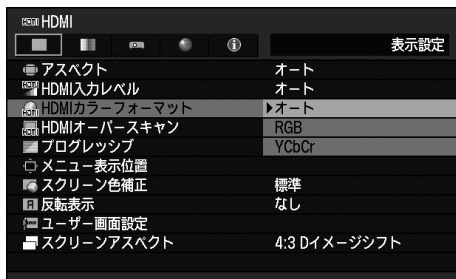 HDMI HDMI
表示設定
アスペクト オート
HDMI入力レベル オート
HDMIカラーフォーマット ▶オート
HDMIオーバースキャン RGB
プログレッシブ YCbCr
メニュー表示位置
スクリーン色補正 標準
反転表示 なし
ユーザー画面設定
スクリーンアスペクト 4:3 Dイメージシフト